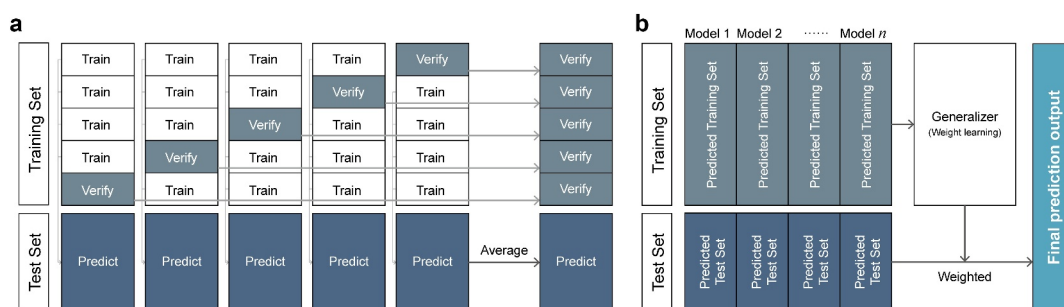 a
Training Set
Train
Train
Train
Train
Verify
Verify
Train
Train
Train
Verify
Train
Verify
Train
Train
Verify
Train
Train
Verify
Train
Verify
Train
Train
Train
Verify
Verify
Train
Train
Train
Train
Verify
Test Set
Predict
Predict
Predict
Predict
Predict
Average
Predict
b
Training Set
Model 1
Model 2
......
Model n
Predicted Training Set
Predicted Training Set
Predicted Training Set
Predicted Training Set
Generalizer
(Weight learning)
Test Set
Predicted
Test Set
Predicted
Test Set
Predicted
Test Set
Predicted
Test Set
Weighted
Final prediction output